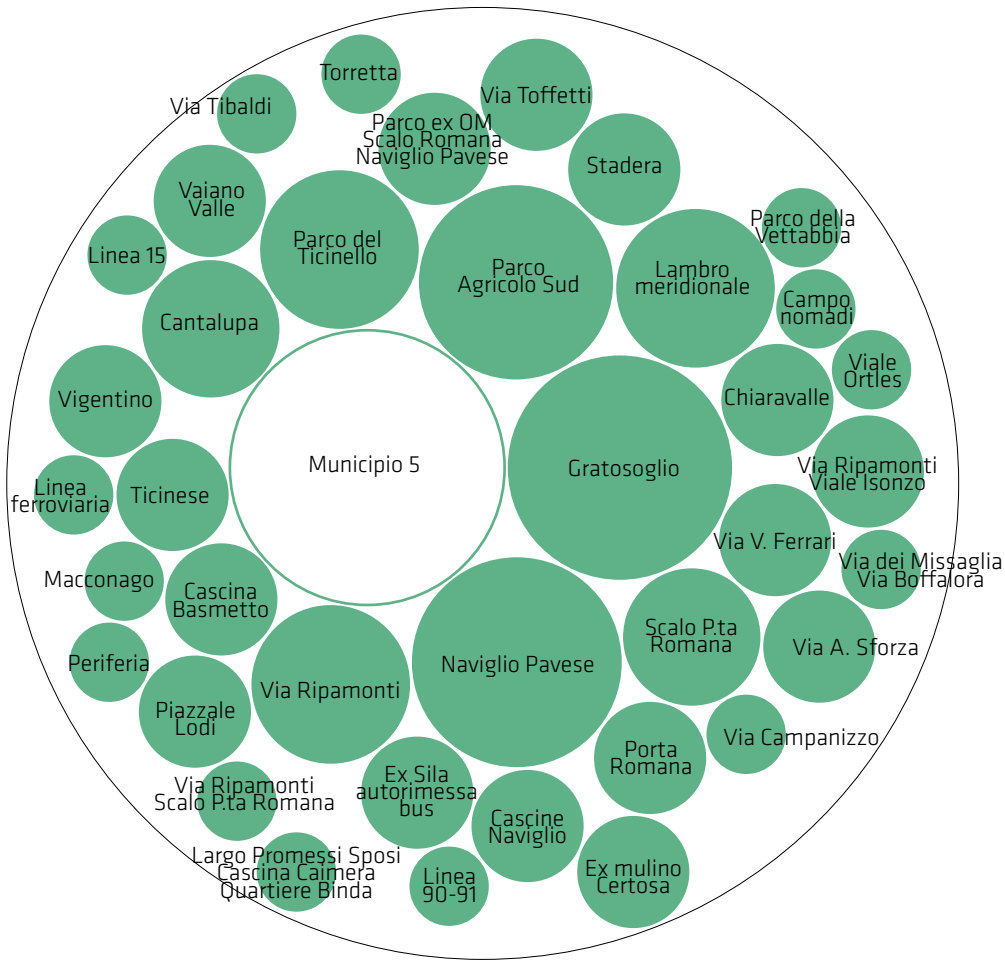 Torretta
Via Tibaldi
Via Toffetti
Parco ex OM
Scalo Romana
Naviglio Pavese
Stadera
Vaiano
Valle
Parco della
Vettabbia
Linea 15
Parco del
Ticinello
Parco
Agricolo Sud
Lambro
meridionale
Campo
nomadi
Cantalupa
Viale
Ortles
Vigentino
Chiaravalle
Municipio 5
Gratosoglio
Via Ripamonti
Viale Isonzo
Linea
ferroviaria
Ticinese
Via V. Ferrari
Via dei Missaglia
Via Boffalora
Macconago
Cascina
Basmetto
Scalo P.ta
Romana
Via A. Sforza
Periferia
Via Ripamonti
Naviglio Pavese
Piazzale
Lodi
Via Campanizzo
Porta
Romana
Via Ripamonti
Scalo P.ta Romana
Ex Sila
autorimessa
bus
Cascine
Naviglio
Largo Promessi Sposi
Cascina Caimera
Quartiere Binda
Linea
90-91
Ex mulino
Certosa